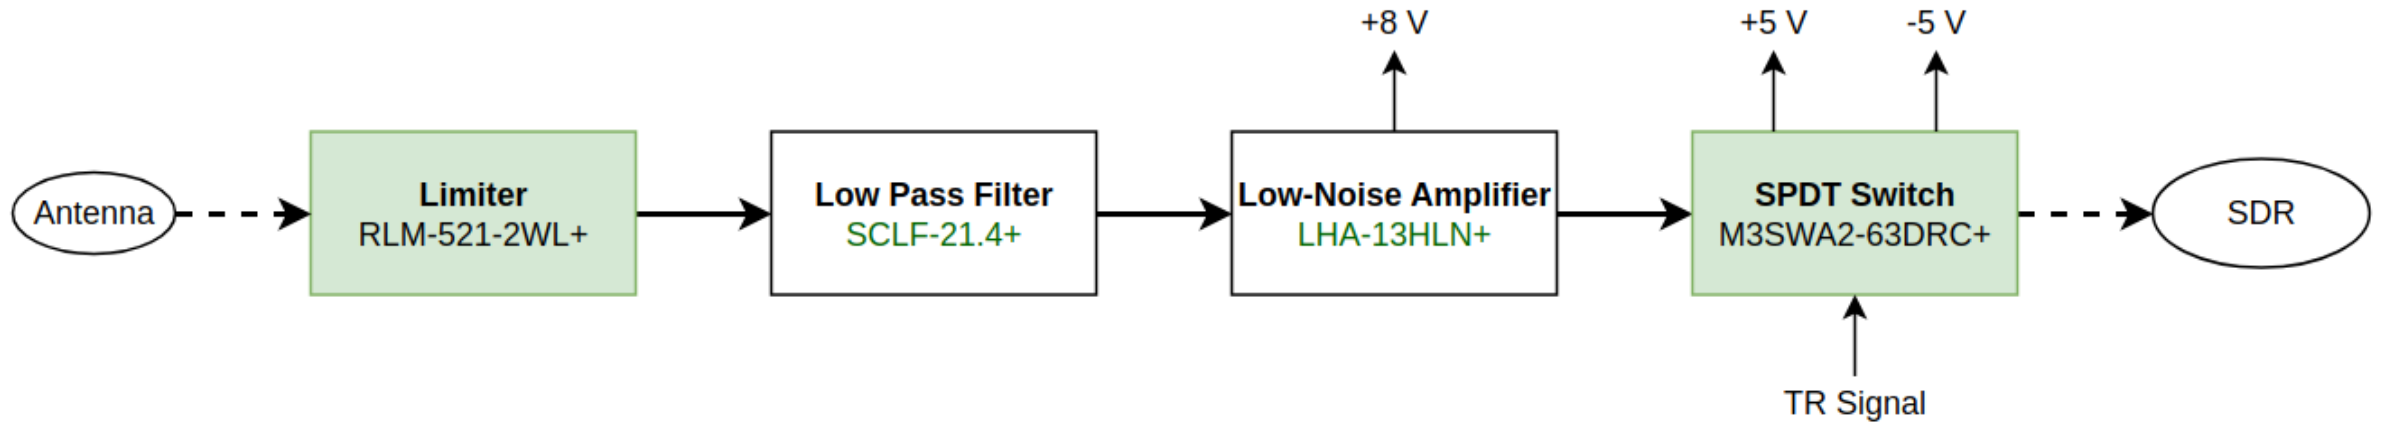 +8 V
+5 V
-5 V
Antenna
Limiter
RLM-521-2WL+
Low Pass Filter
SCLF-21.4+
Low-Noise Amplifier
LHA-13HLN+
SPDT Switch
M3SWA2-63DRC+
SDR
TR Signal